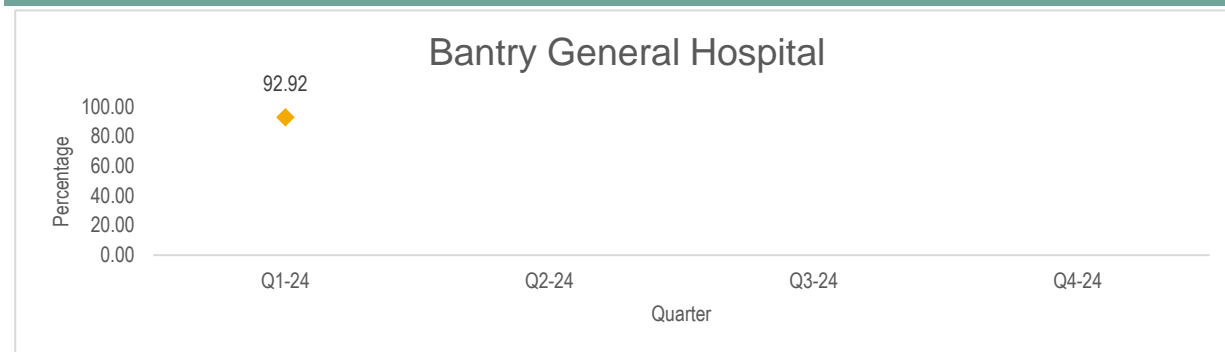 Bantry General Hospital
92.92
100.00
80.00
60.00
40.00
20.00
0.00
Percentage
Q1-24 Q2-24 Q3-24 Q4-24
Quarter